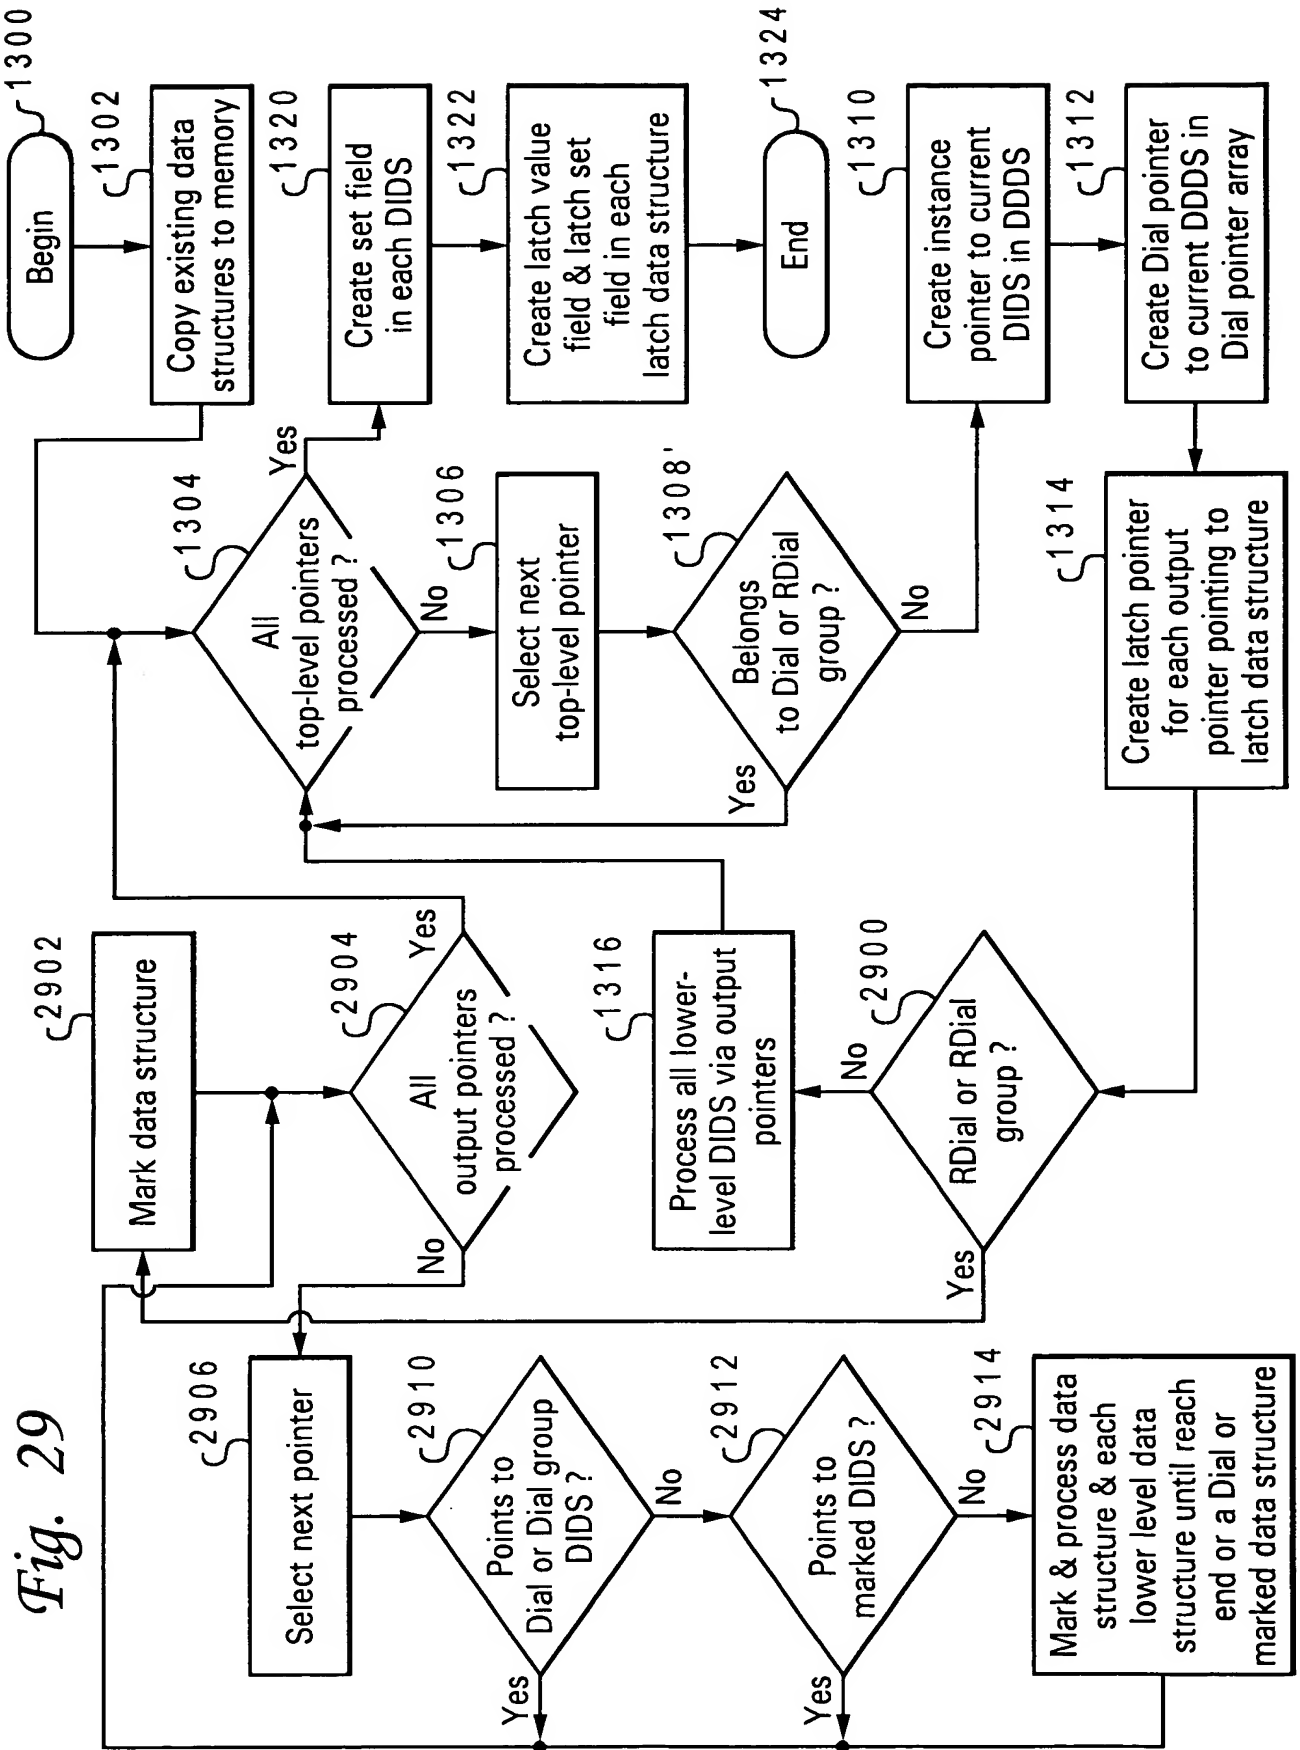 Fig. 29
2906
Select next pointer
2910
Points to
Dial or Dial group
DIDS ?
Yes
No
2912
Points to
marked DIDS ?
Yes
No
2914
Mark & process data
structure & each
lower level data
structure until reach
end or a Dial or
marked data structure
2902
Mark data structure
2904
All
output pointers
processed ?
Yes
No
1316
Process all lower-
level DIDS via output
pointers
2900
RDial or RDial
group ?
No
Yes
1304
All
top-level pointers
processed ?
Yes
No
1306
Select next
top-level pointer
1308'
Belongs
to Dial or RDial
group ?
Yes
No
1314
Create latch pointer
for each output
pointer pointing to
latch data structure
1300
Begin
1302
Copy existing data
structures to memory
1320
Create set field
in each DIDS
1322
Create latch value
field & latch set
field in each
latch data structure
1324
End
1310
Create instance
pointer to current
DIDS in DDDS
1312
Create Dial pointer
to current DDDS in
Dial pointer array